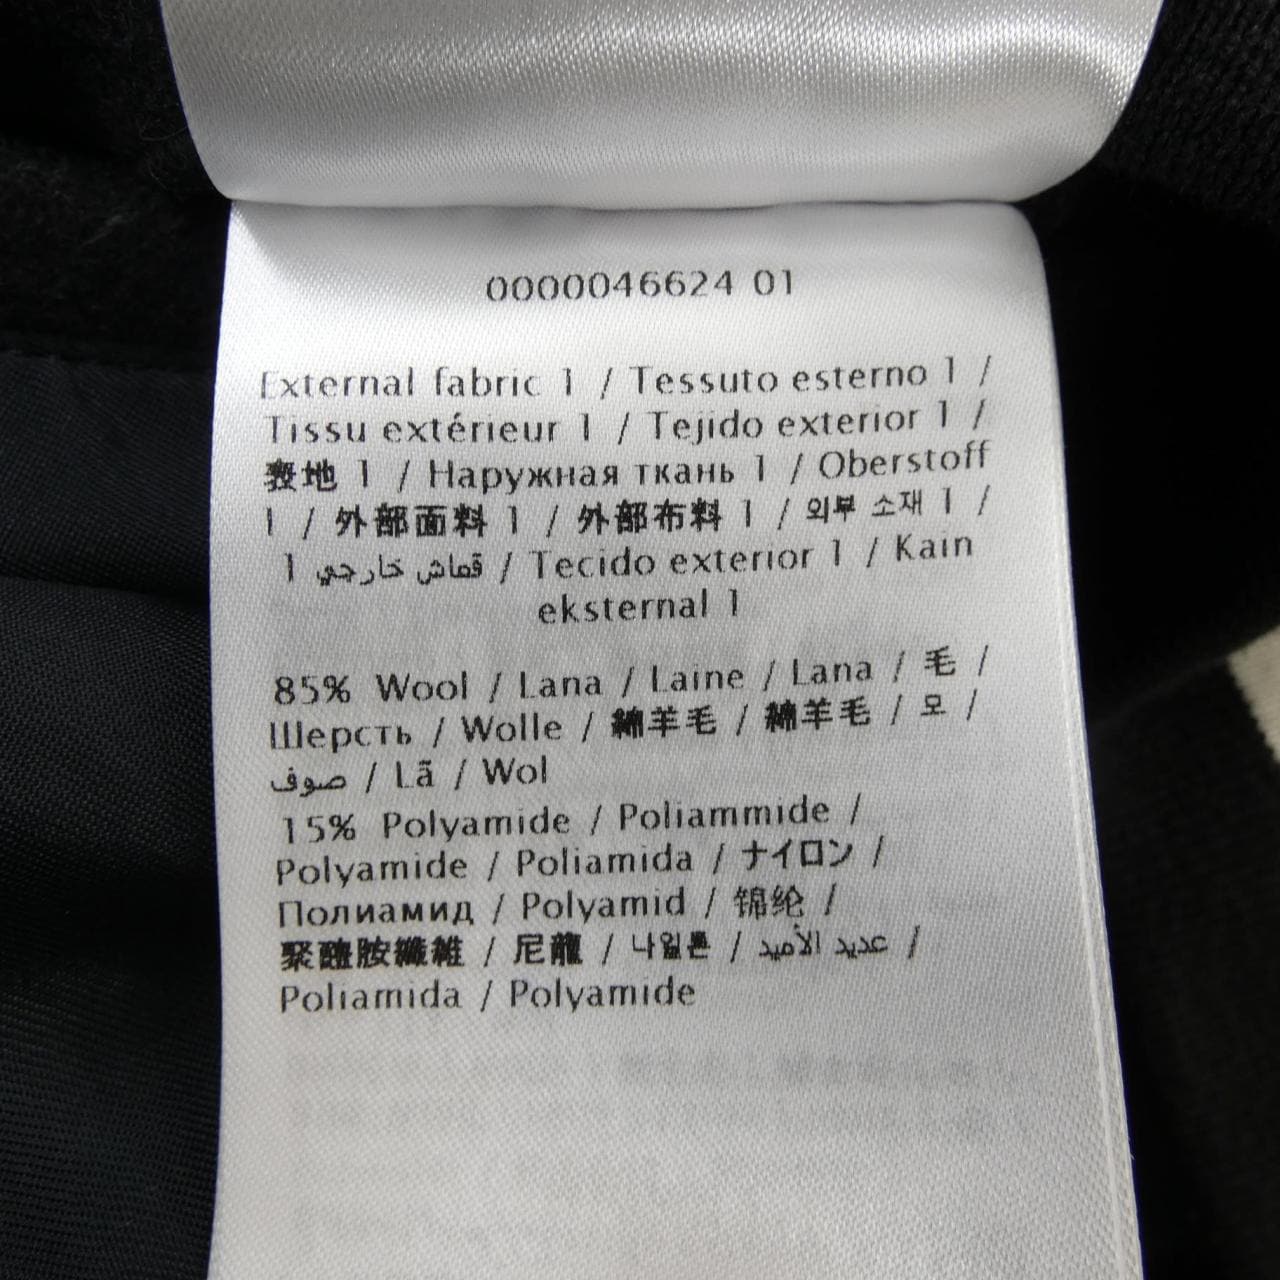 0000046624 01
External fabric 1 / Tessuto esterno 1 /
Tissu extérieur 1 / Tejido exterior 1 /
表地 1 / Наружная ткань 1 / Oberstoff
1 / 外部面料 1 / 外部布料 1 / 외부 소재 1 /
1 قماش خارجي / Tecido exterior 1 / Kain
eksternal 1
85% Wool / Lana / Laine / Lana / 毛 /
Шерсть / Wolle / 綿羊毛 / 綿羊毛 / 모 /
صوف / Lã / Wol
15% Polyamide / Poliammide /
Polyamide / Poliamida / ナイロン /
Полиамид / Polyamid / 锦纶 /
聚醯胺纖維 / 尼龍 / 나일론 / عديد الأميد /
Poliamida / Polyamide